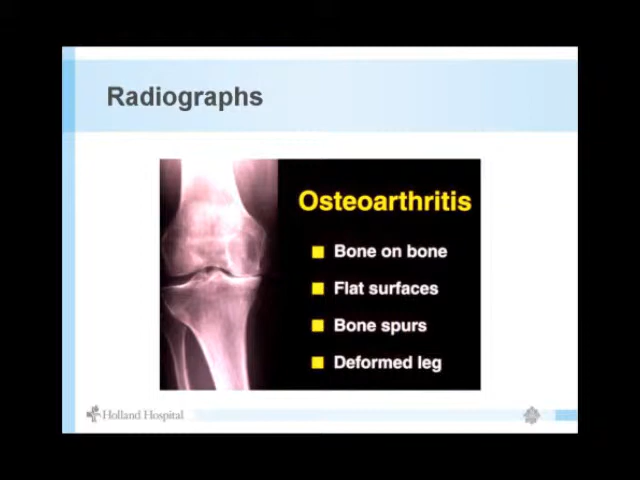 Radiographs
Osteoarthritis
Bone on bone
Flat surfaces
Bone spurs
Deformed leg
Holland Hospital